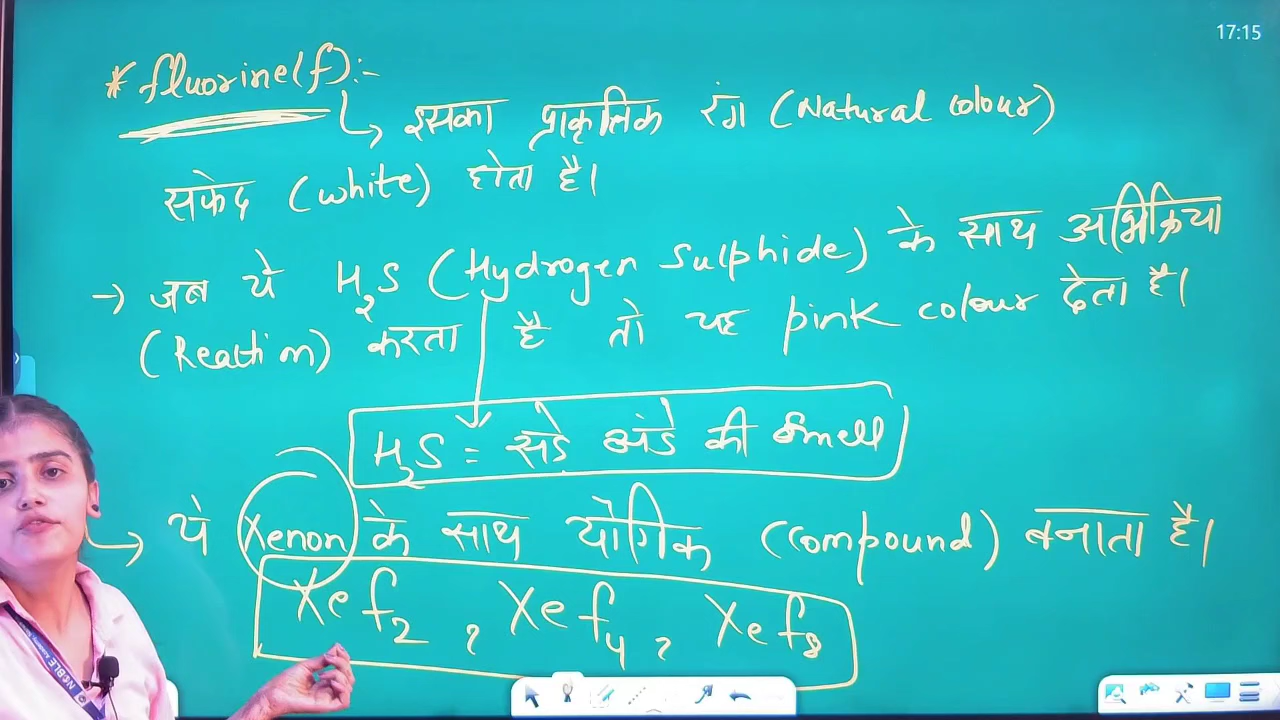 17:15
* fluorine(f):-
→ इसका प्राकृतिक रंग (Natural colour)
सफेद (white) होता है।
→ जब ये H₂S (Hydrogen Sulphide) के साथ अभिक्रिया
(Reaction) करता है तो यह pink colour देता है।
H₂S = सडे अंडे की Smell
→ ये Xenon के साथ योगिक (compound) बनाता है।
Xef₂, Xef₄, Xef₈